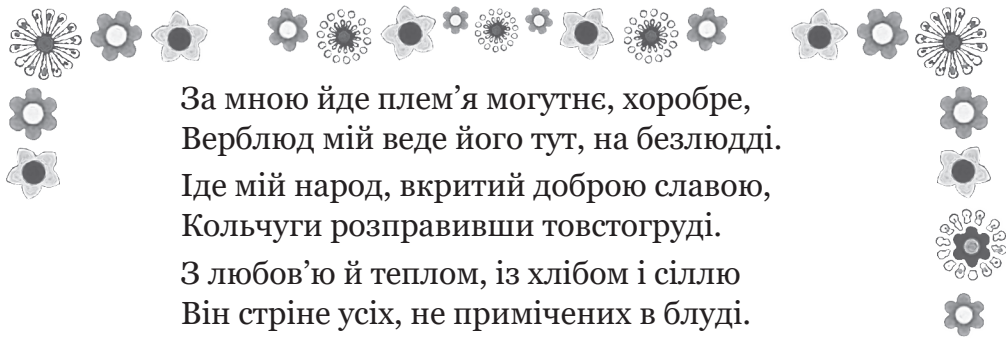 За мною йде плем’я могутнє, хоробре,
Верблюд мій веде його тут, на безлюдді.
Іде мій народ, вкритий доброю славою,
Кольчуги розправивши товстогруді.
З любов’ю й теплом, із хлібом і сіллю
Він стріне усіх, не примічених в блуді.